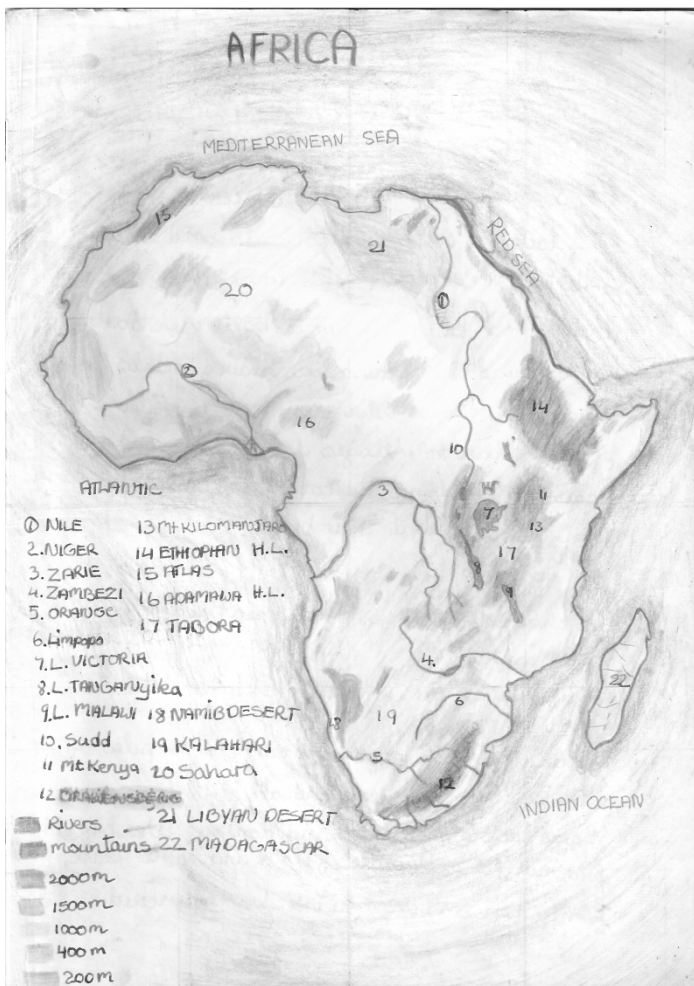 AFRICA
MEDITERRANEAN SEA
RED SEA
15
21
20
①
②
14
16
10
3
11
7
13
17
8
9
4.
22
6
18
19
5
12
ATLANTIC
INDIAN OCEAN
① NILE
2. NIGER
3. ZARIE
4. ZAMBEZI
5. ORANGE
6. Limpopo
7. L. VICTORIA
8. L. TANGANyika
9. L. MALAWI
10. Sudd
11 Mt Kenya
12 DRAKENSBERG
13 Mt KILOMANJARO
14 ETHIOPIAN H.L.
15 ATLAS
16 ADAMAWA H.L.
17 TABORA
18 NAMIB DESERT
19 KALAHARI
20 Sahara
21 LIBYAN DESERT
22 MADAGASCAR
Rivers
mountains
2000m
1500m
1000m
400m
200m